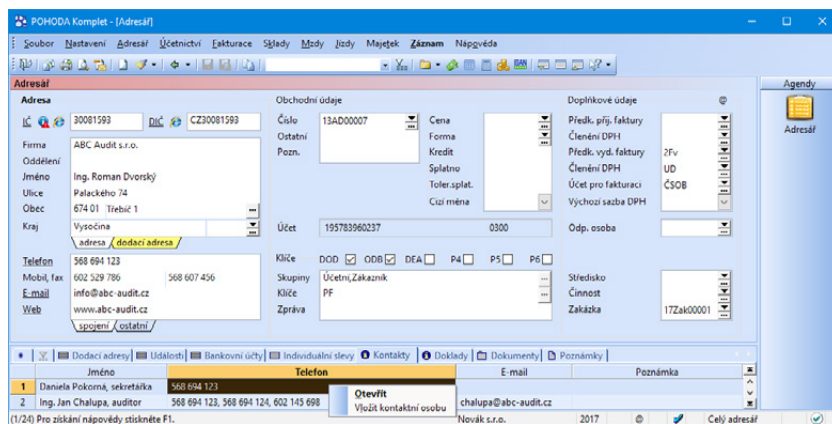 POHODA Komplet - [Adresář]
Soubor Nastavení Adresář Účetnictví Fakturace Sklady Mzdy Jízdy Majetek Záznam Nápověda
Adresář
Agendy
Adresář
Adresa
IČ 30081593 DIČ CZ30081593
Firma ABC Audit s.r.o.
Oddělení
Jméno Ing. Roman Dvorský
Ulice Palackého 74
Obec 674 01 Třebíč 1
Kraj Vysočina
adresa dodací adresa
Telefon 568 694 123
Mobil, fax 602 529 786 568 607 456
E-mail info@abc-audit.cz
Web www.abc-audit.cz
spojení ostatní
Obchodní údaje
Číslo 13AD00007
Ostatní
Pozn.
Cena
Forma
Kredit
Splatno
Toler.splat.
Cizí měna
Účet 195783960237 0300
Klíče DOD ODB DEA P4 P5 P6
Skupiny Účetní,Zákazník
Klíče PF
Zpráva
Doplňkové údaje @
Předk. přij. faktury
Členění DPH
Předk. vyd. faktury 2Fv
Členění DPH UD
Účet pro fakturaci ČSOB
Výchozí sazba DPH
Odp. osoba
Středisko
Činnost
Zakázka 17Zak00001
Dodací adresy Události Bankovní účty Individuální slevy Kontakty Doklady Dokumenty Poznámky
Jméno Telefon E-mail Poznámka
1 Daniela Pokorná, sekretářka 568 694 123
2 Ing. Jan Chalupa, auditor 568 694 123, 568 694 124, 602 145 698 chalupa@abc-audit.cz
Otevřít
Vložit kontaktní osobu
(1/24) Pro získání nápovědy stiskněte F1. Novák s.r.o. 2017 @ Celý adresář